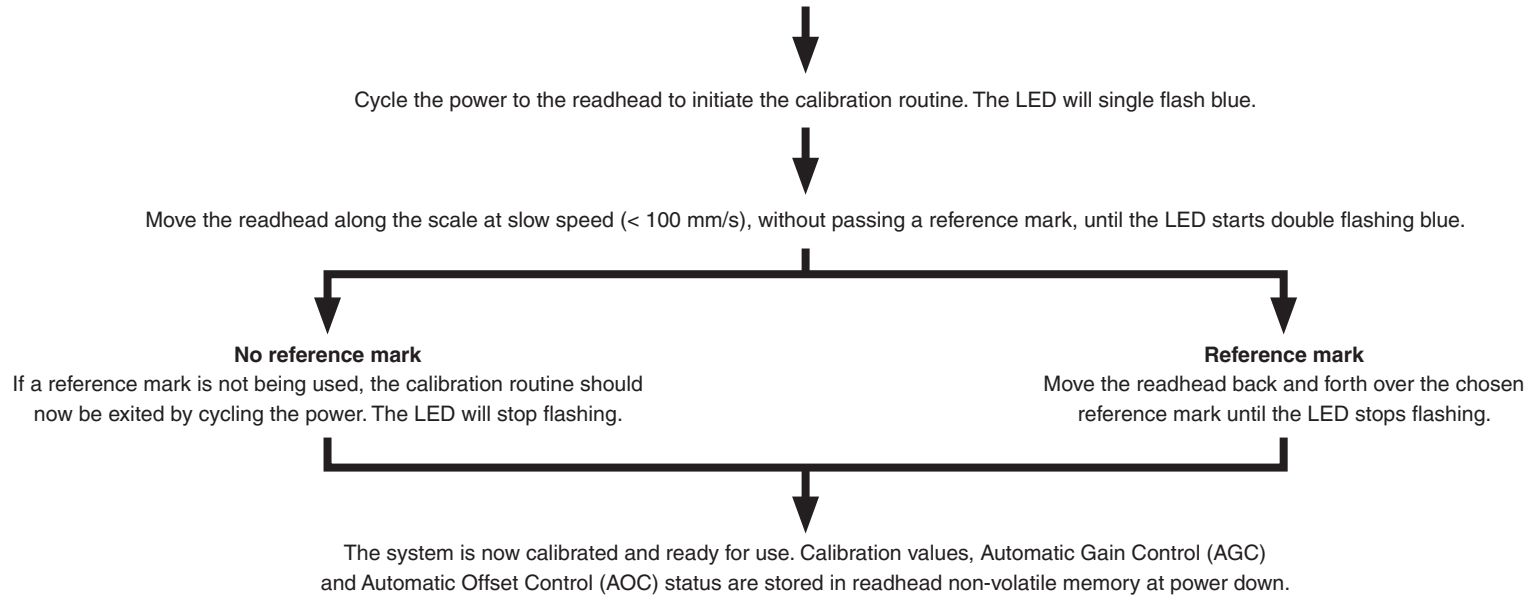 Cycle the power to the readhead to initiate the calibration routine. The LED will single flash blue.
Move the readhead along the scale at slow speed (< 100 mm/s), without passing a reference mark, until the LED starts double flashing blue.
No reference mark
If a reference mark is not being used, the calibration routine should
now be exited by cycling the power. The LED will stop flashing.
Reference mark
Move the readhead back and forth over the chosen
reference mark until the LED stops flashing.
The system is now calibrated and ready for use. Calibration values, Automatic Gain Control (AGC)
and Automatic Offset Control (AOC) status are stored in readhead non-volatile memory at power down.